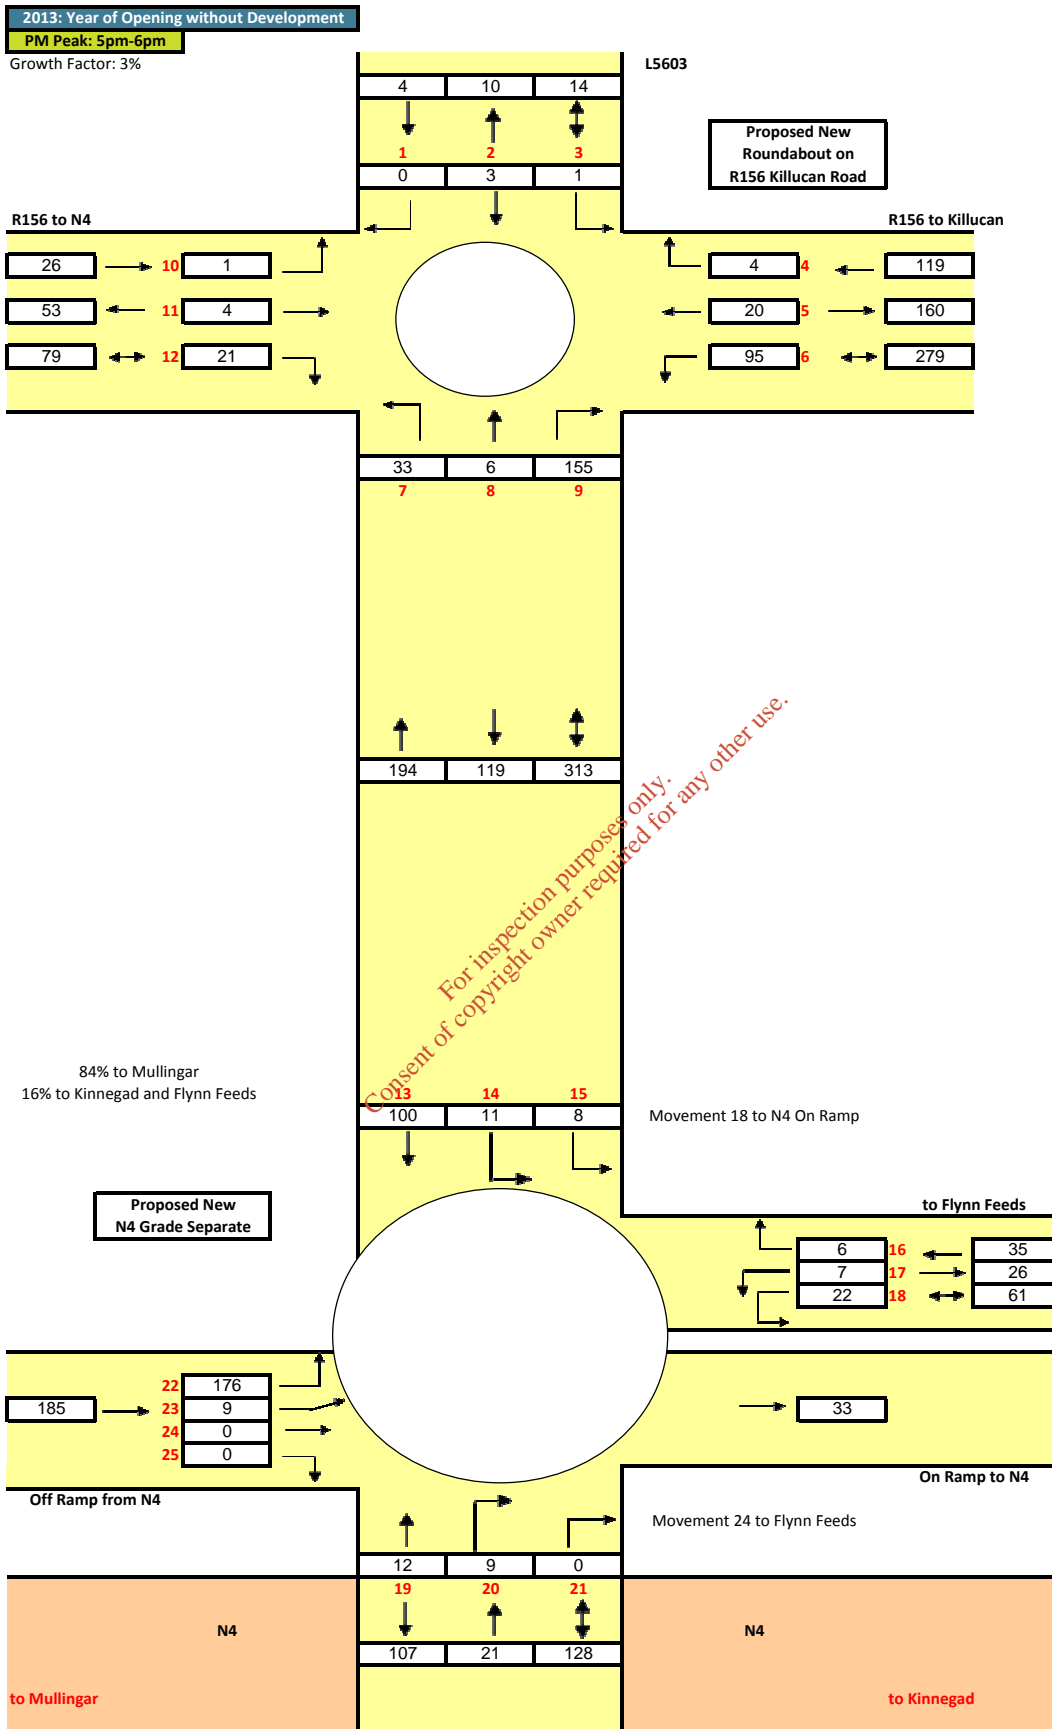 2013: Year of Opening without Development
PM Peak: 5pm-6pm
Growth Factor: 3%
L5603
4 10 14
1 2 3
0 3 1
Proposed New
Roundabout on
R156 Killucan Road
R156 to N4
R156 to Killucan
26 10 1
4 4 119
53 11 4
20 5 160
79 12 21
95 6 279
33 6 155
7 8 9
194 119 313
For inspection purposes only.
Consent of copyright owner required for any other use.
84% to Mullingar
16% to Kinnegad and Flynn Feeds
13 14 15
100 11 8
Movement 18 to N4 On Ramp
Proposed New
N4 Grade Separate
to Flynn Feeds
6 16 35
7 17 26
22 18 61
22 176
185 23 9
24 0
25 0
33
Off Ramp from N4
On Ramp to N4
Movement 24 to Flynn Feeds
12 9 0
19 20 21
N4
N4
107 21 128
to Mullingar
to Kinnegad